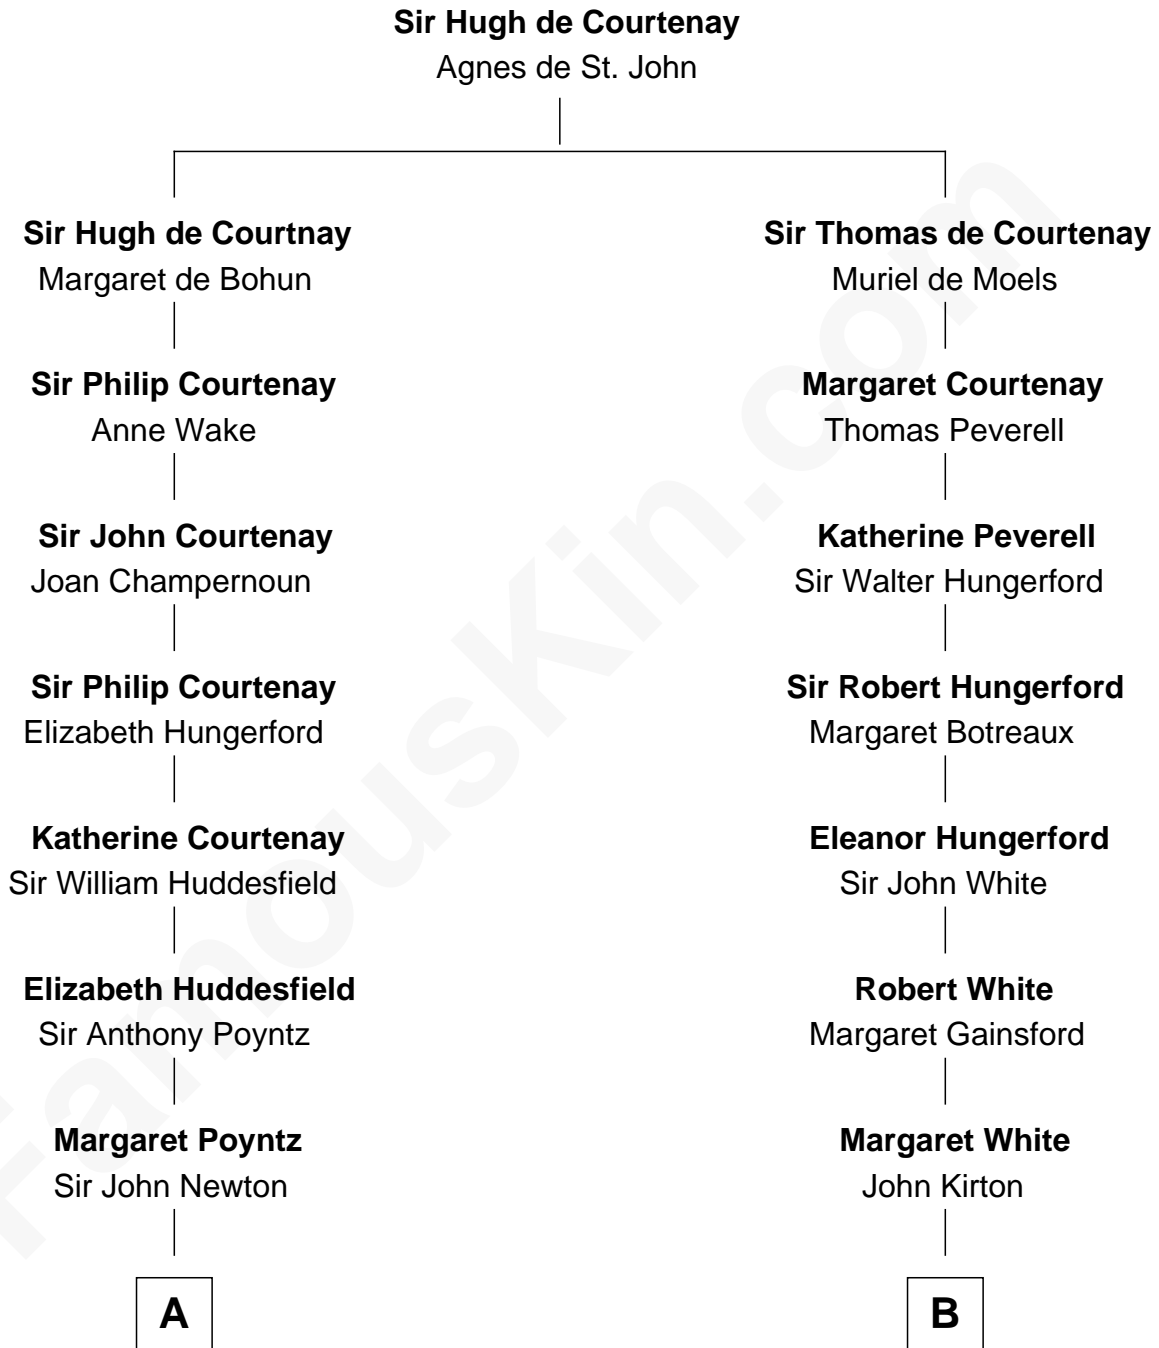 Sir Hugh de Courtenay
Agnes de St. John
Sir Hugh de Courtnay
Margaret de Bohun
Sir Philip Courtenay
Anne Wake
Sir John Courtenay
Joan Champernoun
Sir Philip Courtenay
Elizabeth Hungerford
Katherine Courtenay
Sir William Huddesfield
Elizabeth Huddesfield
Sir Anthony Poyntz
Margaret Poyntz
Sir John Newton
A
Sir Thomas de Courtenay
Muriel de Moels
Margaret Courtenay
Thomas Peverell
Katherine Peverell
Sir Walter Hungerford
Sir Robert Hungerford
Margaret Botreaux
Eleanor Hungerford
Sir John White
Robert White
Margaret Gainsford
Margaret White
John Kirton
B
FamousKin.com